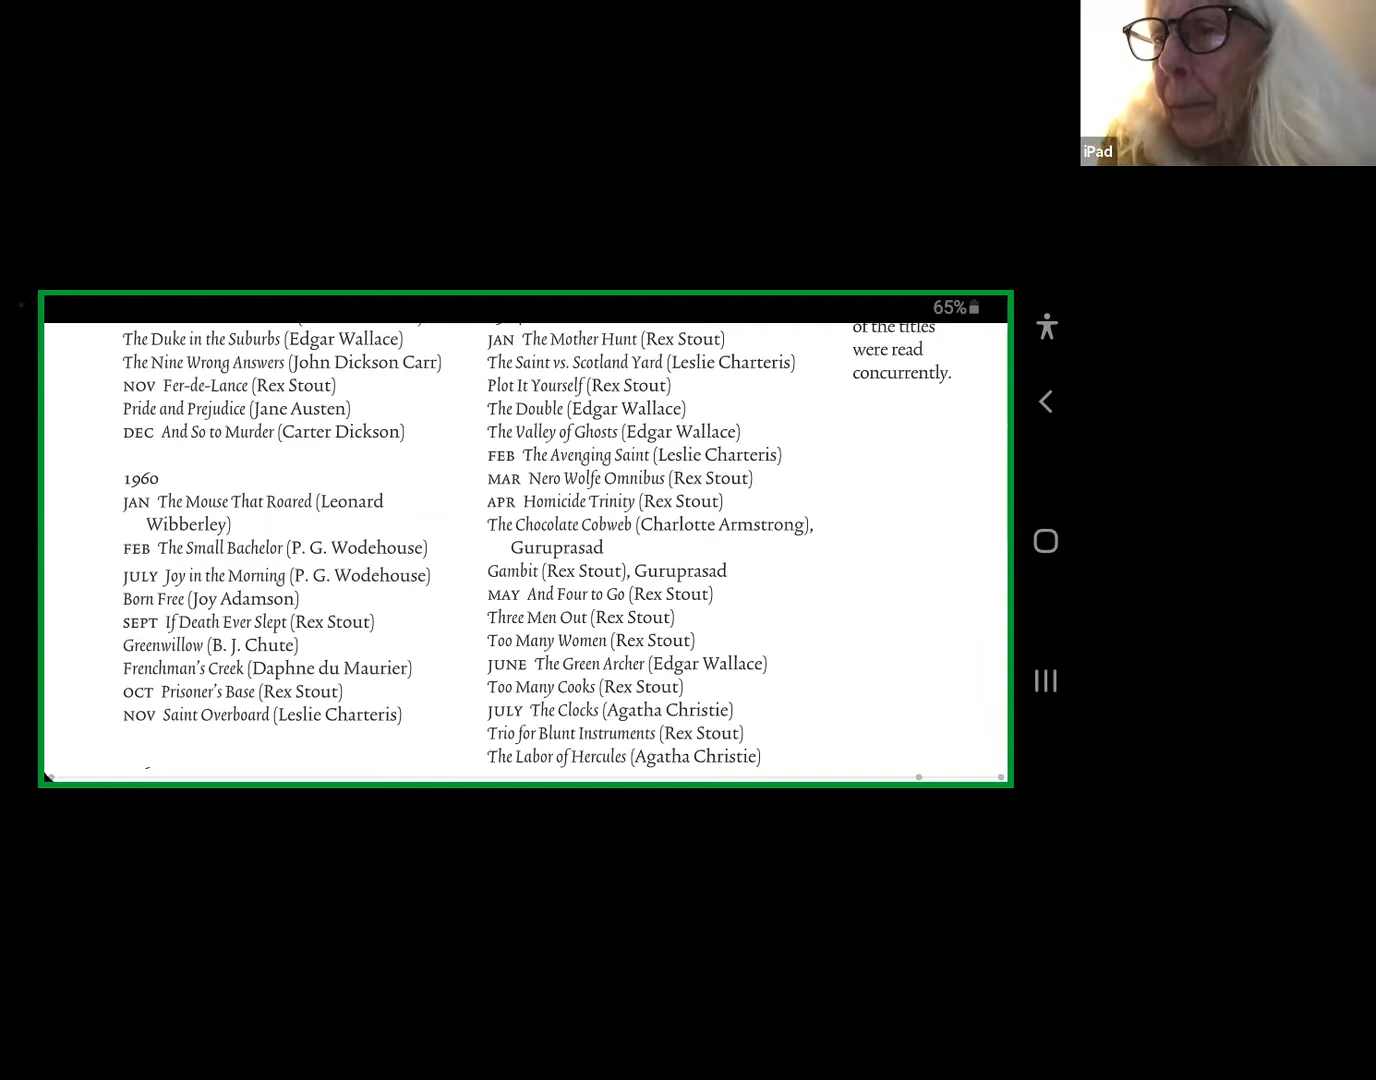 iPad
65%
The Duke in the Suburbs (Edgar Wallace)
The Nine Wrong Answers (John Dickson Carr)
NOV Fer-de-Lance (Rex Stout)
Pride and Prejudice (Jane Austen)
DEC And So to Murder (Carter Dickson)
1960
JAN The Mouse That Roared (Leonard
Wibberley)
FEB The Small Bachelor (P. G. Wodehouse)
JULY Joy in the Morning (P. G. Wodehouse)
Born Free (Joy Adamson)
SEPT If Death Ever Slept (Rex Stout)
Greenwillow (B. J. Chute)
Frenchman's Creek (Daphne du Maurier)
OCT Prisoner's Base (Rex Stout)
NOV Saint Overboard (Leslie Charteris)
JAN The Mother Hunt (Rex Stout)
The Saint vs. Scotland Yard (Leslie Charteris)
Plot It Yourself (Rex Stout)
The Double (Edgar Wallace)
The Valley of Ghosts (Edgar Wallace)
FEB The Avenging Saint (Leslie Charteris)
MAR Nero Wolfe Omnibus (Rex Stout)
APR Homicide Trinity (Rex Stout)
The Chocolate Cobweb (Charlotte Armstrong),
Guruprasad
Gambit (Rex Stout), Guruprasad
MAY And Four to Go (Rex Stout)
Three Men Out (Rex Stout)
Too Many Women (Rex Stout)
JUNE The Green Archer (Edgar Wallace)
Too Many Cooks (Rex Stout)
JULY The Clocks (Agatha Christie)
Trio for Blunt Instruments (Rex Stout)
The Labor of Hercules (Agatha Christie)
of the titles
were read
concurrently.